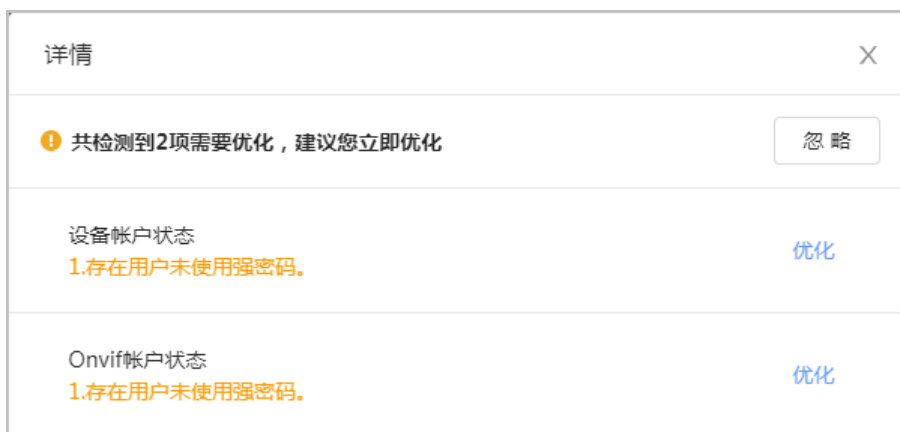 详情
X
共检测到2项需要优化，建议您立即优化
忽 略
设备帐户状态
1.存在用户未使用强密码。
优化
Onvif帐户状态
1.存在用户未使用强密码。
优化